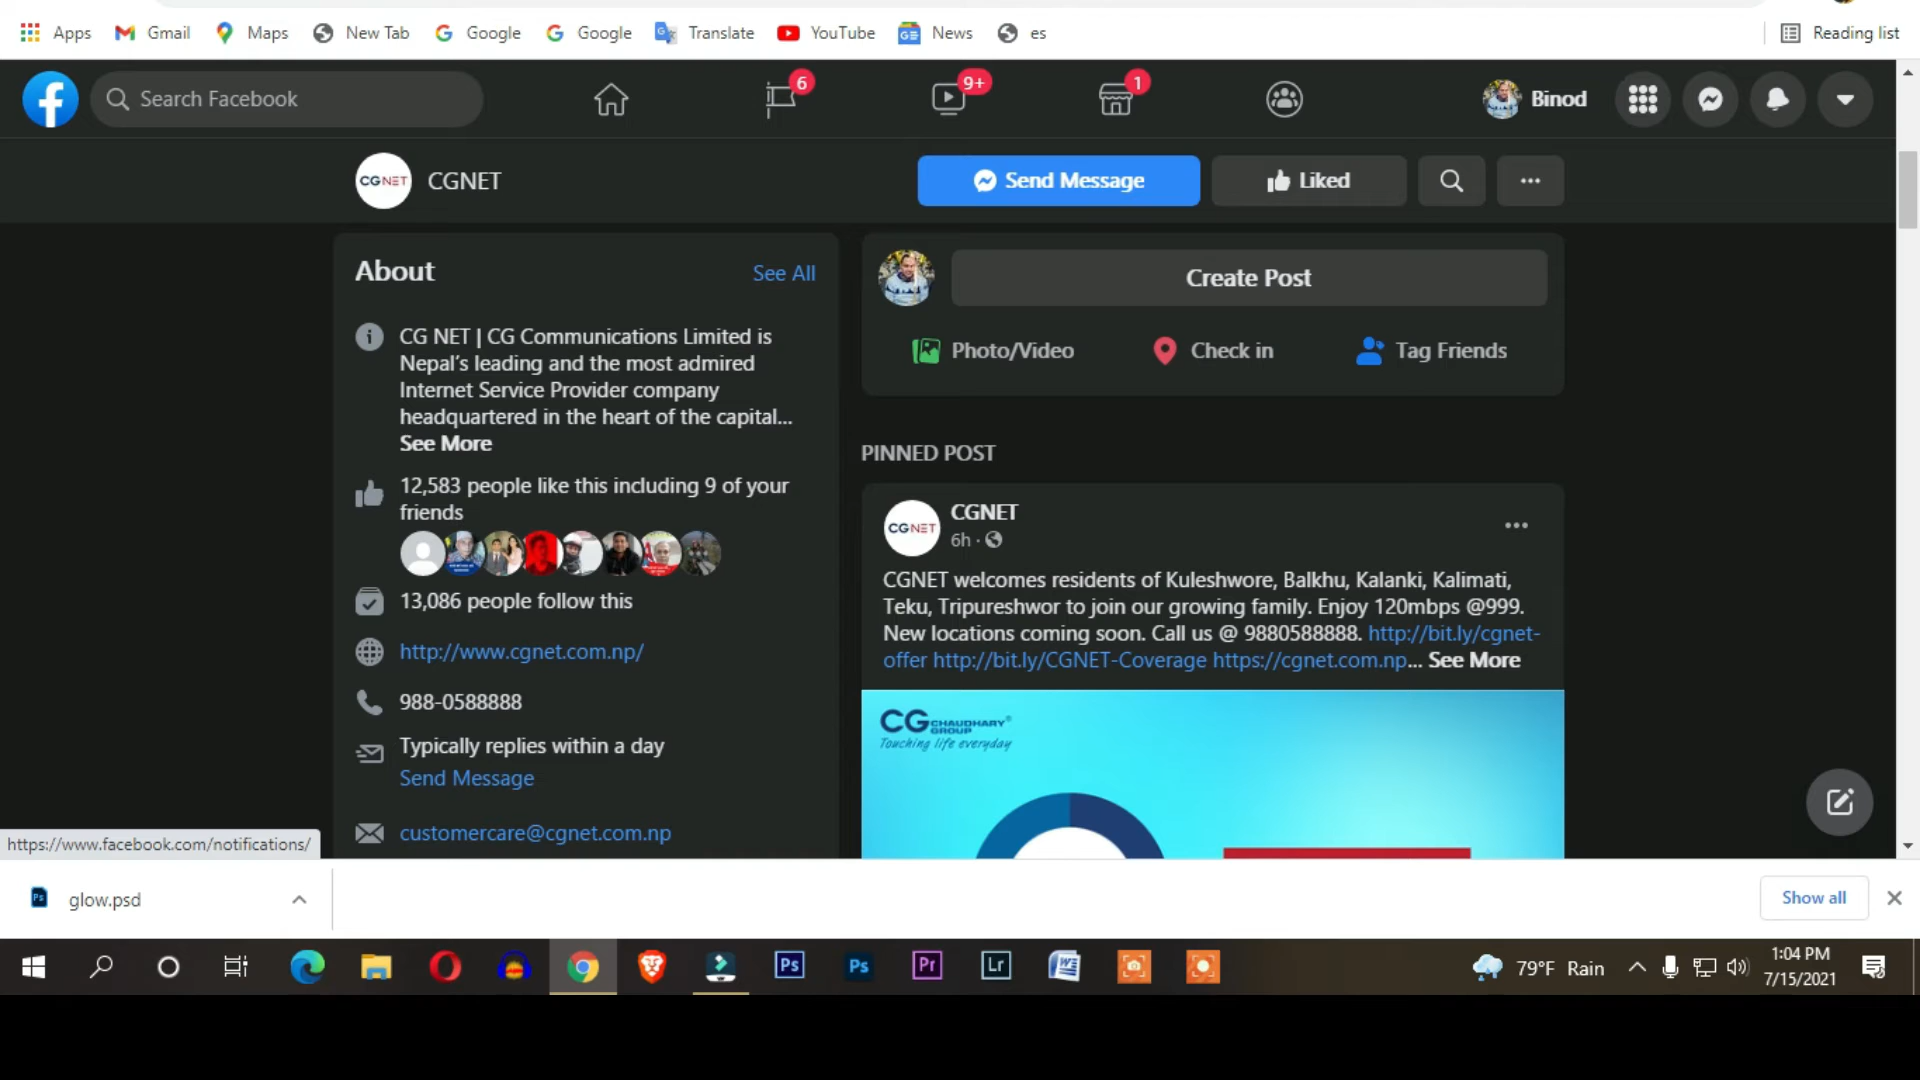 Apps
Gmail
Maps
New Tab
Google
Google
Translate
YouTube
News
es
Reading list
Search Facebook
6
9+
1
Binod
CGNET
CGNET
Send Message
Liked
About
See All
CG NET | CG Communications Limited is
Nepal’s leading and the most admired
Internet Service Provider company
headquartered in the heart of the capital...
See More
12,583 people like this including 9 of your
friends
13,086 people follow this
http://www.cgnet.com.np/
988-0588888
Typically replies within a day
Send Message
customercare@cgnet.com.np
Create Post
Photo/Video
Check in
Tag Friends
PINNED POST
CGNET
CGNET
6h ·
CGNET welcomes residents of Kuleshwore, Balkhu, Kalanki, Kalimati,
Teku, Tripureshwor to join our growing family. Enjoy 120mbps @999.
New locations coming soon. Call us @ 9880588888. http://bit.ly/cgnet-
offer http://bit.ly/CGNET-Coverage https://cgnet.com.np... See More
CG CHAUDHARY GROUP
Touching life everyday
https://www.facebook.com/notifications/
glow.psd
Show all
Ps
Ps
Pr
Lr
79°F Rain
1:04 PM
7/15/2021